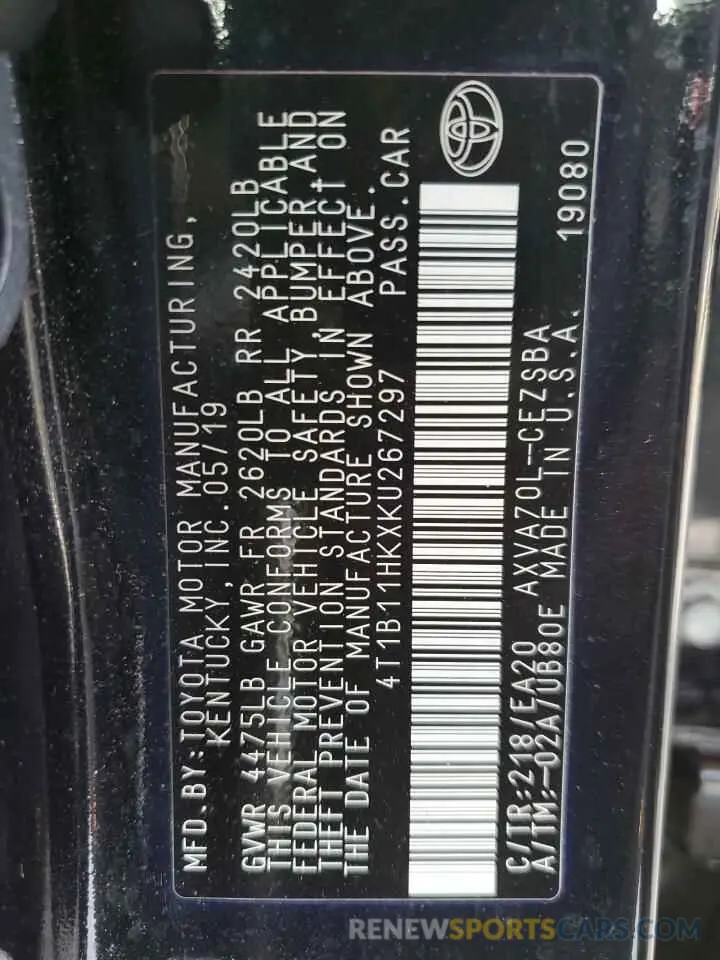 MFD.BY:TOYOTA MOTOR MANUFACTURING,
KENTUCKY,INC.05/19
GVWR 4475LB GAWR FR 2620LB RR 2420LB
THIS VEHICLE CONFORMS TO ALL APPLICABLE
FEDERAL MOTOR VEHICLE SAFETY,BUMPER,AND
THEFT PREVENTION STANDARDS IN EFFECT ON
THE DATE OF MANUFACTURE SHOWN ABOVE.
4T1B11HKXKU267297 PASS.CAR
C/TR:218/EA20 AXVA70L-CEZSBA 19080
A/TM:-02A/UB80E MADE IN U.S.A.
RENEWSPORTSCARS.COM